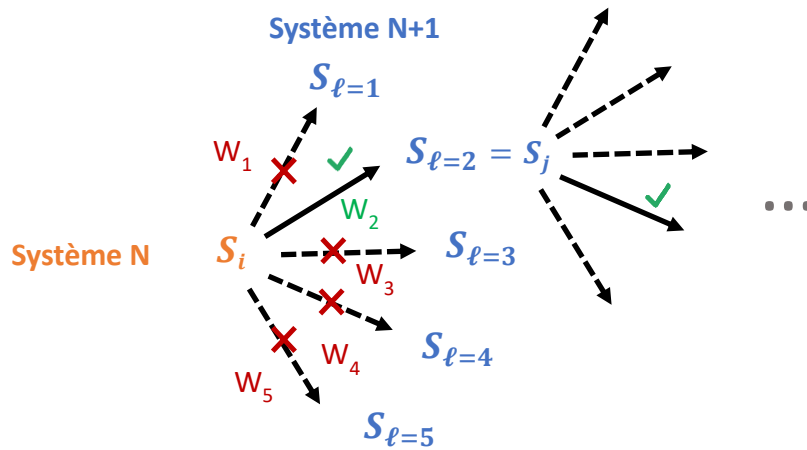 Système N+1
S_{ℓ=1}
W_1
S_{ℓ=2} = S_j
W_2
Système N
S_i
S_{ℓ=3}
W_3
S_{ℓ=4}
W_4
W_5
S_{ℓ=5}
...